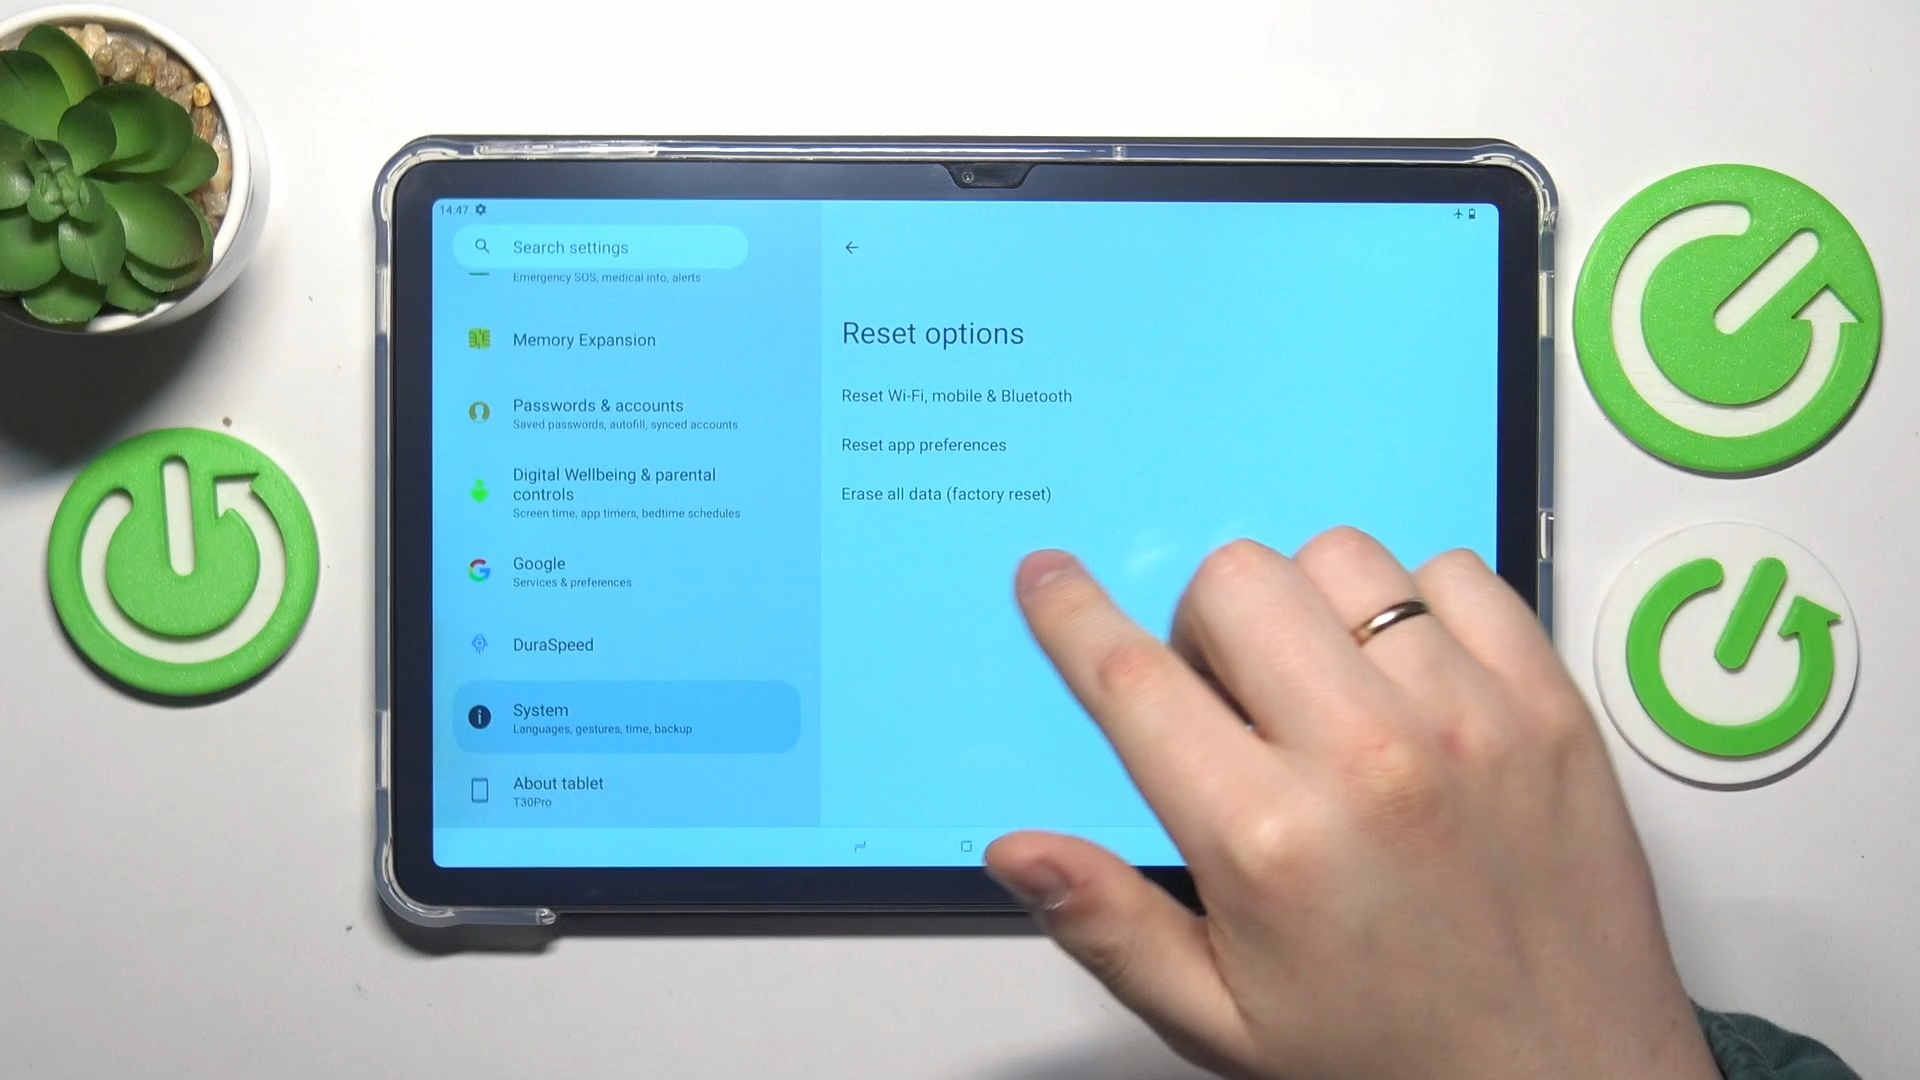 14:47
Search settings
Emergency SOS, medical info, alerts
Memory Expansion
Passwords & accounts
Saved passwords, autofill, synced accounts
Digital Wellbeing & parental
controls
Screen time, app timers, bedtime schedules
Google
Services & preferences
DuraSpeed
System
Languages, gestures, time, backup
About tablet
T30Pro
Reset options
Reset Wi-Fi, mobile & Bluetooth
Reset app preferences
Erase all data (factory reset)